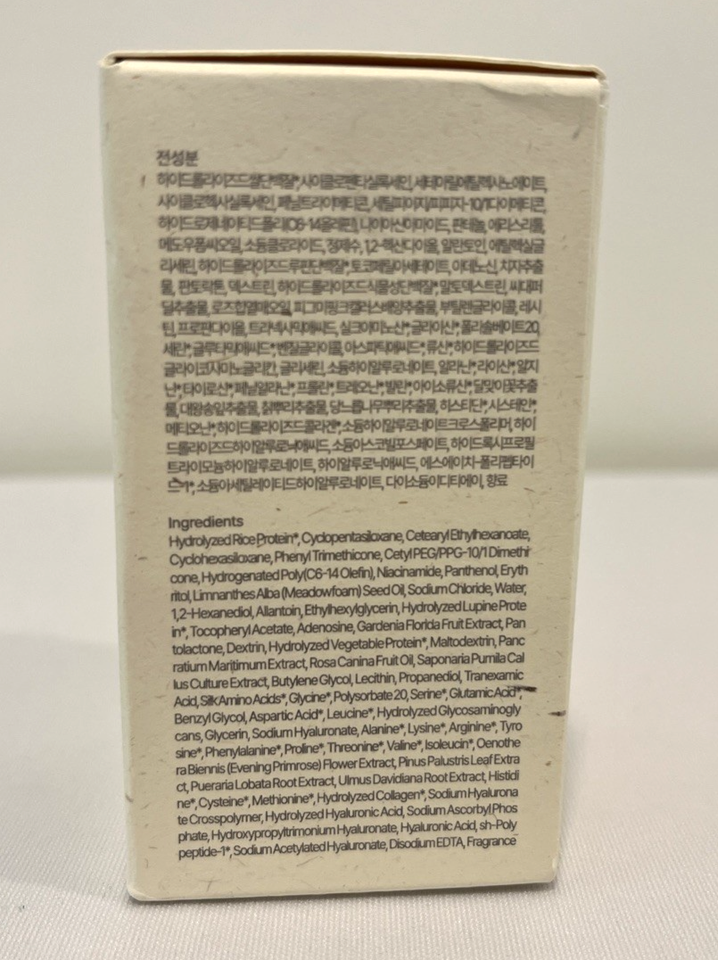 전성분
하이드롤라이즈드쌀단백질*, 사이클로펜타실록세인, 세테아릴에틸헥사노에이트,
사이클로헥사실록세인, 페닐트라이메티콘, 세틸피이지/피피지-10/1다이메티콘,
하이드로제네이티드폴리(C6-14올레핀), 나이아신아마이드, 판테놀, 에리스리톨,
메도우폼씨오일, 소듐클로라이드, 정제수, 1,2-헥산다이올, 알란토인, 에틸헥실글
리세린, 하이드롤라이즈드루핀단백질*, 토코페릴아세테이트, 아데노신, 치자추출
물, 판토락톤, 덱스트린, 하이드롤라이즈드식물성단백질*, 말토덱스트린, 씨대퍼
딜추출물, 로즈힙열매오일, 피그미핑크캘러스배양추출물, 부틸렌글라이콜, 레시
틴, 프로판다이올, 트라넥사믹애씨드, 실크아미노산*, 글라이신*, 폴리솔베이트20,
세린*, 글루타믹애씨드*, 벤질글라이콜, 아스파틱애씨드*, 류신*, 하이드롤라이즈드
글라이코사미노글리칸, 글리세린, 소듐하이알루로네이트, 알라닌*, 라이신*, 알지
닌*, 타이로신*, 페닐알라닌*, 프롤린*, 트레오닌*, 발린*, 아이소류신*, 달맞이꽃추출
물, 대왕송잎추출물, 칡뿌리추출물, 당느릅나무뿌리추출물, 히스티딘*, 시스테인*,
메티오닌*, 하이드롤라이즈드콜라겐*, 소듐하이알루로네이트크로스폴리머, 하이
드롤라이즈드하이알루로닉애씨드, 소듐아스코빌포스페이트, 하이드록시프로필
트라이모늄하이알루로네이트, 하이알루로닉애씨드, 에스에이치-폴리펩타이
드-1*, 소듐아세틸레이티드하이알루로네이트, 다이소듐이디티에이, 향료
Ingredients
Hydrolyzed Rice Protein*, Cyclopentasiloxane, Cetearyl Ethylhexanoate,
Cyclohexasiloxane, Phenyl Trimethicone, Cetyl PEG/PPG-10/1 Dimethi
cone, Hydrogenated Poly(C6-14 Olefin), Niacinamide, Panthenol, Eryth
ritol, Limnanthes Alba (Meadowfoam) Seed Oil, Sodium Chloride, Water,
1,2-Hexanediol, Allantoin, Ethylhexylglycerin, Hydrolyzed Lupine Prote
in*, Tocopheryl Acetate, Adenosine, Gardenia Florida Fruit Extract, Pan
tolactone, Dextrin, Hydrolyzed Vegetable Protein*, Maltodextrin, Panc
ratium Maritimum Extract, Rosa Canina Fruit Oil, Saponaria Pumila Cal
lus Culture Extract, Butylene Glycol, Lecithin, Propanediol, Tranexamic
Acid, Silk Amino Acids*, Glycine*, Polysorbate 20, Serine*, Glutamic Acid*,
Benzyl Glycol, Aspartic Acid*, Leucine*, Hydrolyzed Glycosaminogly
cans, Glycerin, Sodium Hyaluronate, Alanine*, Lysine*, Arginine*, Tyro
sine*, Phenylalanine*, Proline*, Threonine*, Valine*, Isoleucin*, Oenothe
ra Biennis (Evening Primrose) Flower Extract, Pinus Palustris Leaf Extra
ct, Pueraria Lobata Root Extract, Ulmus Davidiana Root Extract, Histidi
ne*, Cysteine*, Methionine*, Hydrolyzed Collagen*, Sodium Hyalurona
te Crosspolymer, Hydrolyzed Hyaluronic Acid, Sodium Ascorbyl Phos
phate, Hydroxypropyltrimonium Hyaluronate, Hyaluronic Acid, sh-Poly
peptide-1*, Sodium Acetylated Hyaluronate, Disodium EDTA, Fragrance